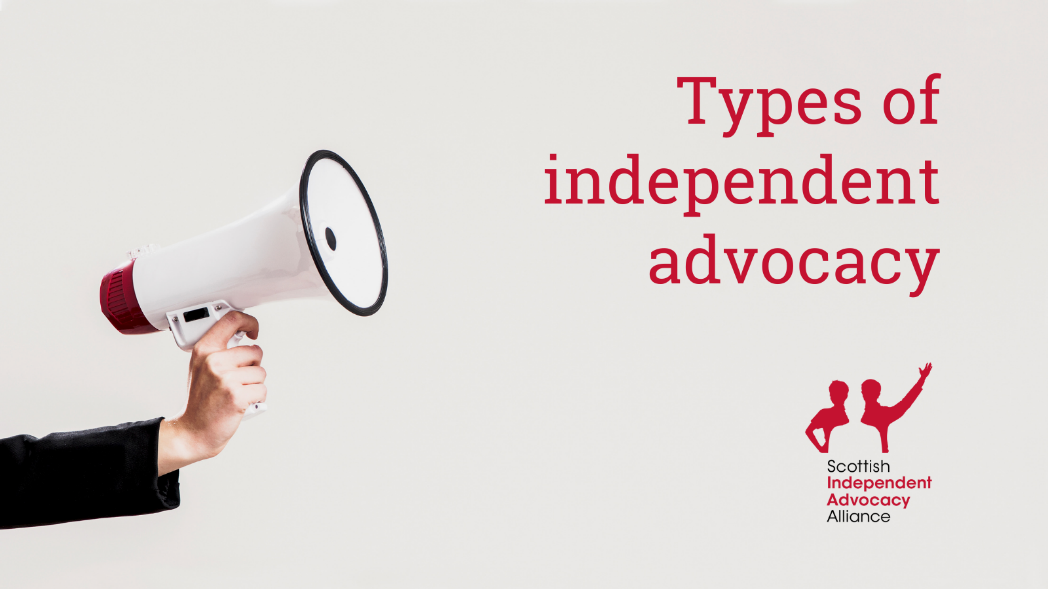 Types of
independent
advocacy
Scottish
Independent
Advocacy
Alliance